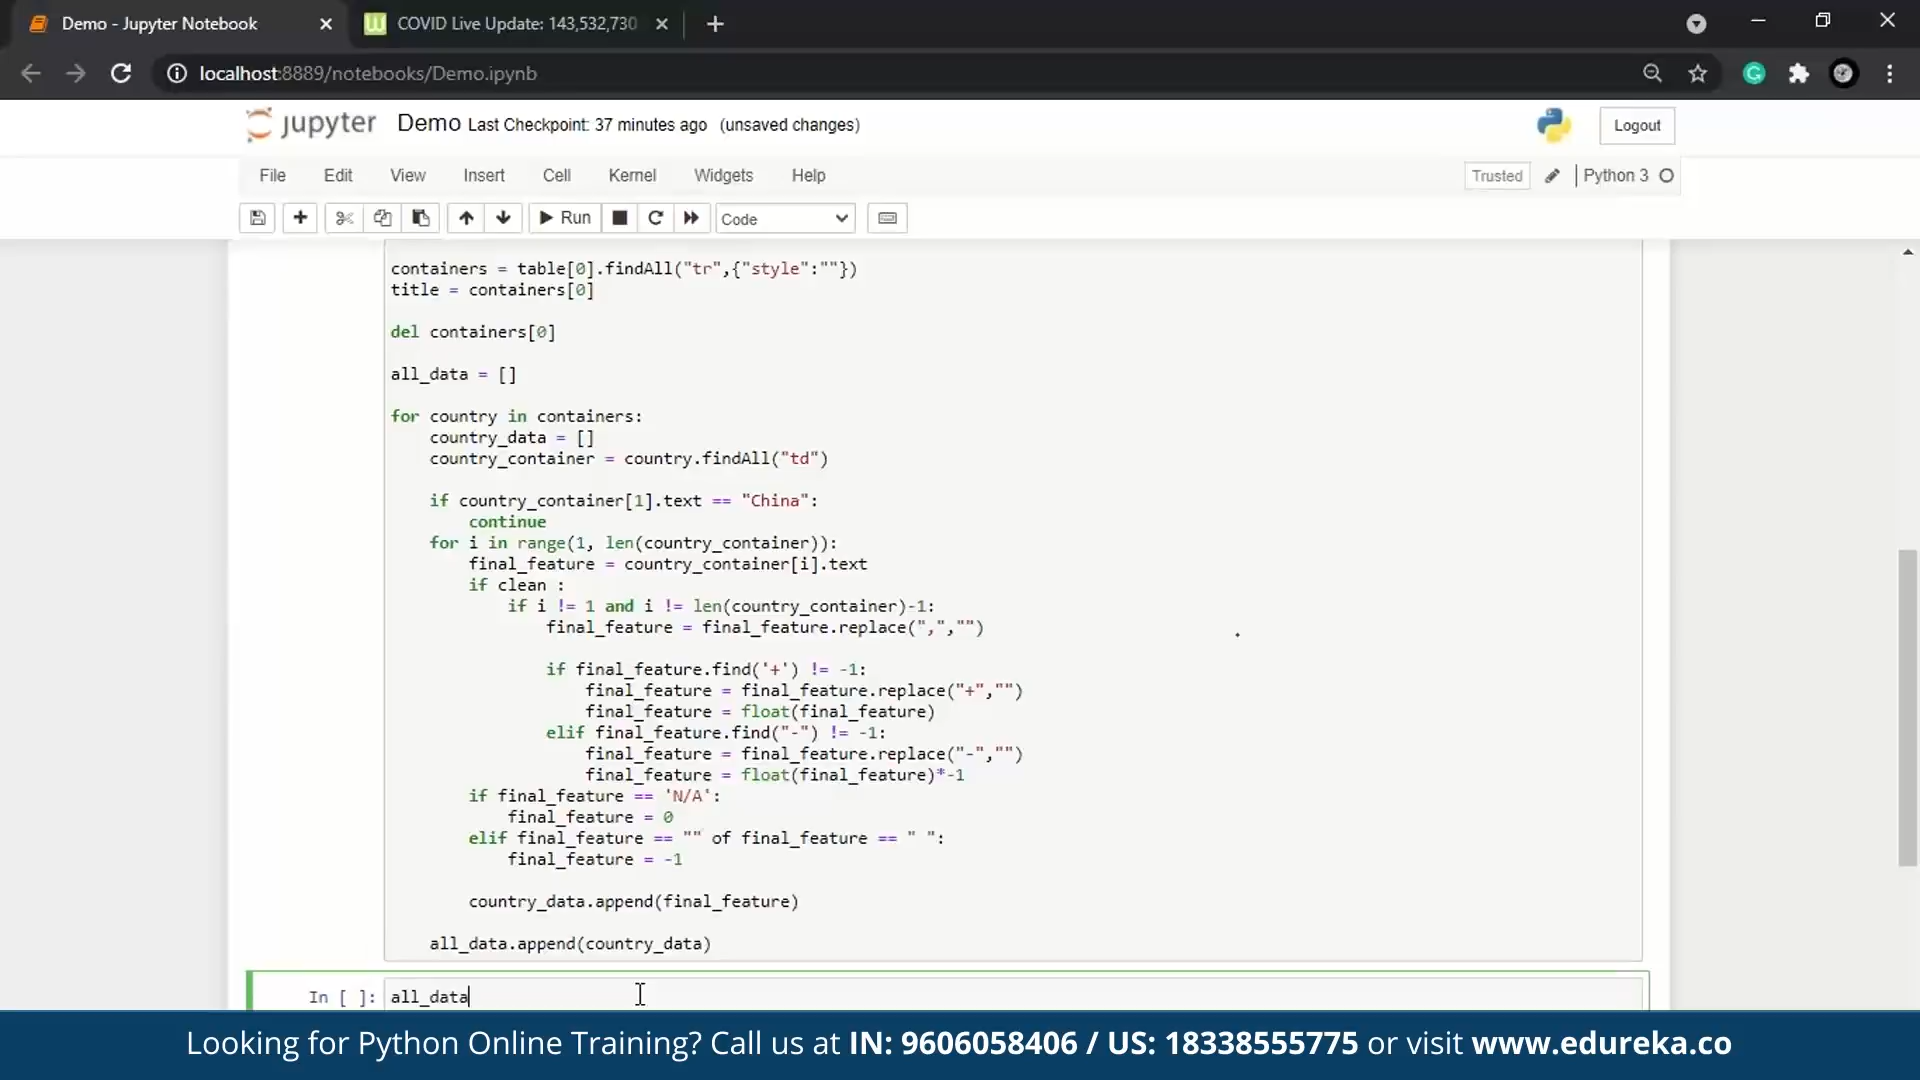 Demo - Jupyter Notebook
COVID Live Update: 143,532,730
localhost:8889/notebooks/Demo.ipynb
jupyter Demo Last Checkpoint: 37 minutes ago (unsaved changes)
Logout
File Edit View Insert Cell Kernel Widgets Help
Trusted Python 3
Run Code
containers = table[0].findAll("tr",{"style":""})
title = containers[0]
del containers[0]
all_data = []
for country in containers:
    country_data = []
    country_container = country.findAll("td")
    if country_container[1].text == "China":
        continue
    for i in range(1, len(country_container)):
        final_feature = country_container[i].text
        if clean :
            if i != 1 and i != len(country_container)-1:
                final_feature = final_feature.replace(",","")
                if final_feature.find('+') != -1:
                    final_feature = final_feature.replace("+","")
                    final_feature = float(final_feature)
                elif final_feature.find("-") != -1:
                    final_feature = final_feature.replace("-","")
                    final_feature = float(final_feature)*-1
        if final_feature == 'N/A':
            final_feature = 0
        elif final_feature == "" of final_feature == " ":
            final_feature = -1
        country_data.append(final_feature)
    all_data.append(country_data)
In [ ]: all_data
Looking for Python Online Training? Call us at IN: 9606058406 / US: 18338555775 or visit www.edureka.co